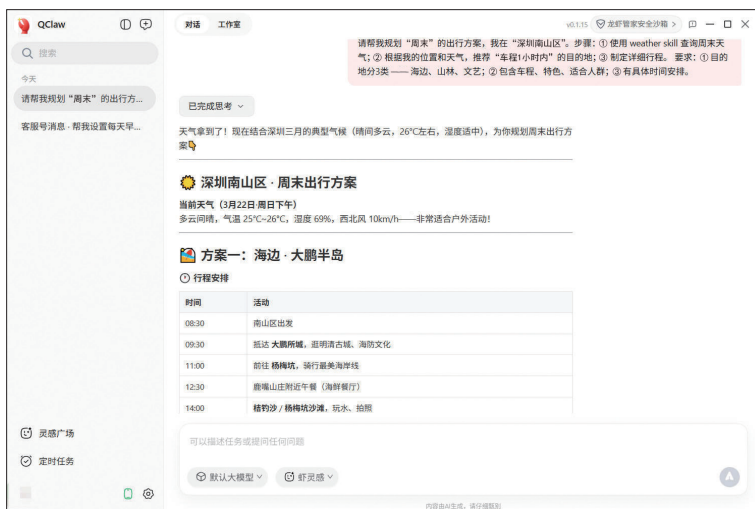 QClaw
对话 工作室
v0.1.15 龙虾管家安全沙箱 >
搜索
今天
请帮我规划“周末”的出行方...
客服号消息 · 帮我设置每天早...
请帮我规划“周末”的出行方案，我在“深圳南山区”。步骤：① 使用 weather skill 查询周末天
气；② 根据我的位置和天气，推荐“车程1小时内”的目的地；③ 制定详细行程。 要求：① 目的
地分3类 —— 海边、山林、文艺；② 包含车程、特色、适合人群；③ 有具体时间安排。
已完成思考
天气拿到了！现在结合深圳三月的典型气候（晴间多云，26°C左右，湿度适中），为你规划周末出行方
案
深圳南山区 · 周末出行方案
当前天气（3月22日·周日下午）
多云间晴，气温 25°C~26°C，湿度 69%，西北风 10km/h——非常适合户外活动！
方案一：海边 · 大鹏半岛
行程安排
时间 活动
08:30 南山区出发
09:30 抵达 大鹏所城，逛明清古城、海防文化
11:00 前往 杨梅坑，骑行最美海岸线
12:30 鹿嘴山庄附近午餐（海鲜餐厅）
14:00 桔钓沙 / 杨梅坑沙滩，玩水、拍照
灵感广场
定时任务
可以描述任务或提问任何问题
默认大模型 虾灵感
内容由AI生成，请仔细甄别